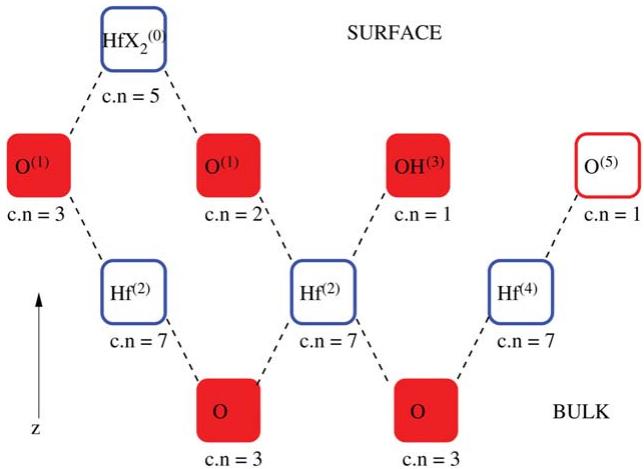 HfX₂⁽⁰⁾
SURFACE
c.n = 5
O⁽¹⁾
O⁽¹⁾
OH⁽³⁾
O⁽⁵⁾
c.n = 3
c.n = 2
c.n = 1
c.n = 1
Hf⁽²⁾
Hf⁽²⁾
Hf⁽⁴⁾
c.n = 7
c.n = 7
c.n = 7
O
O
BULK
z
c.n = 3
c.n = 3